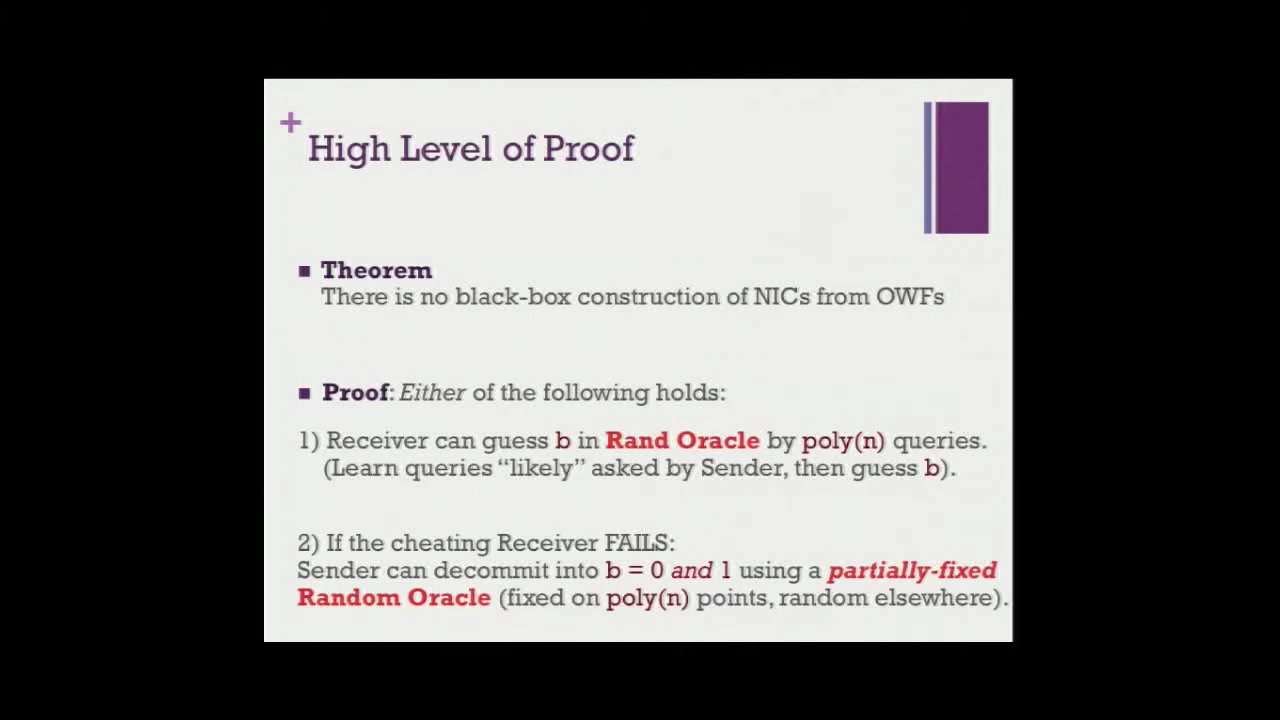 +
High Level of Proof
■ Theorem
There is no black-box construction of NICs from OWFs
■ Proof: Either of the following holds:
1) Receiver can guess b in Rand Oracle by poly(n) queries.
(Learn queries “likely” asked by Sender, then guess b).
2) If the cheating Receiver FAILS:
Sender can decommit into b = 0 and 1 using a partially-fixed
Random Oracle (fixed on poly(n) points, random elsewhere).